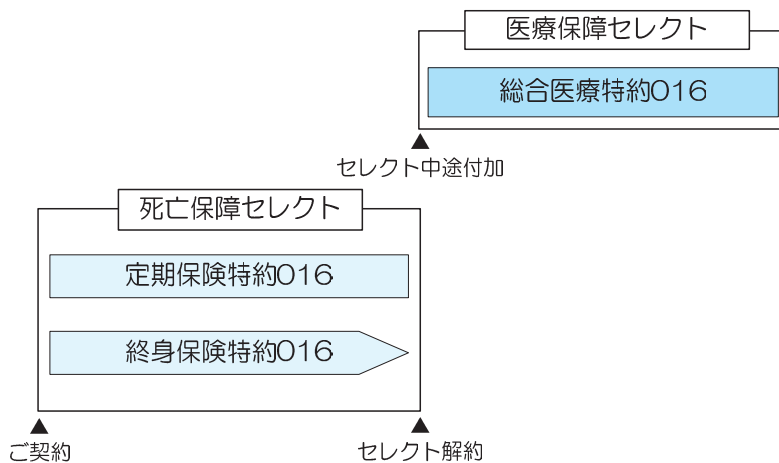 医療保障セレクト
総合医療特約016
▲
セレクト中途付加
死亡保障セレクト
定期保険特約016
終身保険特約016
▲ ▲
ご契約 セレクト解約